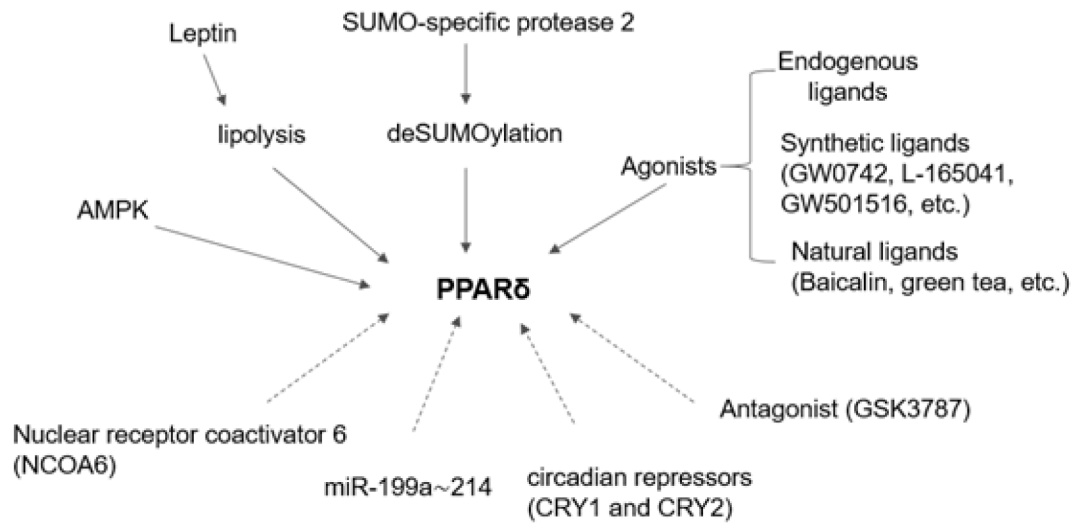 Leptin
SUMO-specific protease 2
lipolysis
deSUMOylation
Agonists
Endogenous
ligands
Synthetic ligands
(GW0742, L-165041,
GW501516, etc.)
Natural ligands
(Baicalin, green tea, etc.)
AMPK
PPARδ
Nuclear receptor coactivator 6
(NCOA6)
miR-199a~214
circadian repressors
(CRY1 and CRY2)
Antagonist (GSK3787)